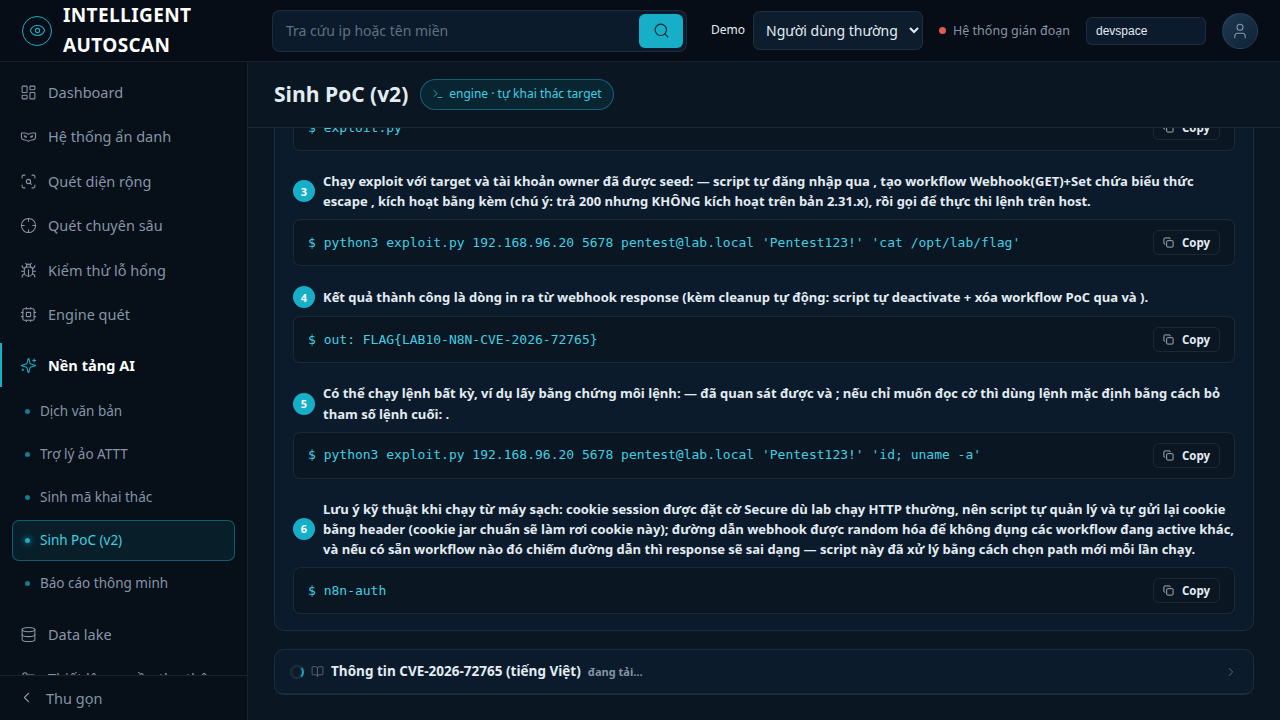 INTELLIGENT
AUTOSCAN
Tra cứu ip hoặc tên miền
Demo
Người dùng thường
Hệ thống gián đoạn
devspace
Dashboard
Hệ thống ẩn danh
Quét diện rộng
Quét chuyên sâu
Kiểm thử lỗ hổng
Engine quét
Nền tảng AI
Dịch văn bản
Trợ lý ảo ATTT
Sinh mã khai thác
Sinh PoC (v2)
Báo cáo thông minh
Data lake
Thu gọn
Sinh PoC (v2)
engine · tự khai thác target
$ exploit.py
Copy
3
Chạy exploit với target và tài khoản owner đã được seed: — script tự đăng nhập qua , tạo workflow Webhook(GET)+Set chứa biểu thức
escape , kích hoạt bằng kèm (chú ý: trả 200 nhưng KHÔNG kích hoạt trên bản 2.31.x), rồi gọi để thực thi lệnh trên host.
$ python3 exploit.py 192.168.96.20 5678 pentest@lab.local 'Pentest123!' 'cat /opt/lab/flag'
Copy
4
Kết quả thành công là dòng in ra từ webhook response (kèm cleanup tự động: script tự deactivate + xóa workflow PoC qua và ).
$ out: FLAG{LAB10-N8N-CVE-2026-72765}
Copy
5
Có thể chạy lệnh bất kỳ, ví dụ lấy bằng chứng môi lệnh: — đã quan sát được và ; nếu chỉ muốn đọc cờ thì dùng lệnh mặc định bằng cách bỏ
tham số lệnh cuối: .
$ python3 exploit.py 192.168.96.20 5678 pentest@lab.local 'Pentest123!' 'id; uname -a'
Copy
6
Lưu ý kỹ thuật khi chạy từ máy sạch: cookie session được đặt cờ Secure dù lab chạy HTTP thường, nên script tự quản lý và tự gửi lại cookie
bằng header (cookie jar chuẩn sẽ làm rơi cookie này); đường dẫn webhook được random hóa để không đụng các workflow đang active khác,
và nếu có sẵn workflow nào đó chiếm đường dẫn thì response sẽ sai dạng — script này đã xử lý bằng cách chọn path mới mỗi lần chạy.
$ n8n-auth
Copy
Thông tin CVE-2026-72765 (tiếng Việt) đang tải...